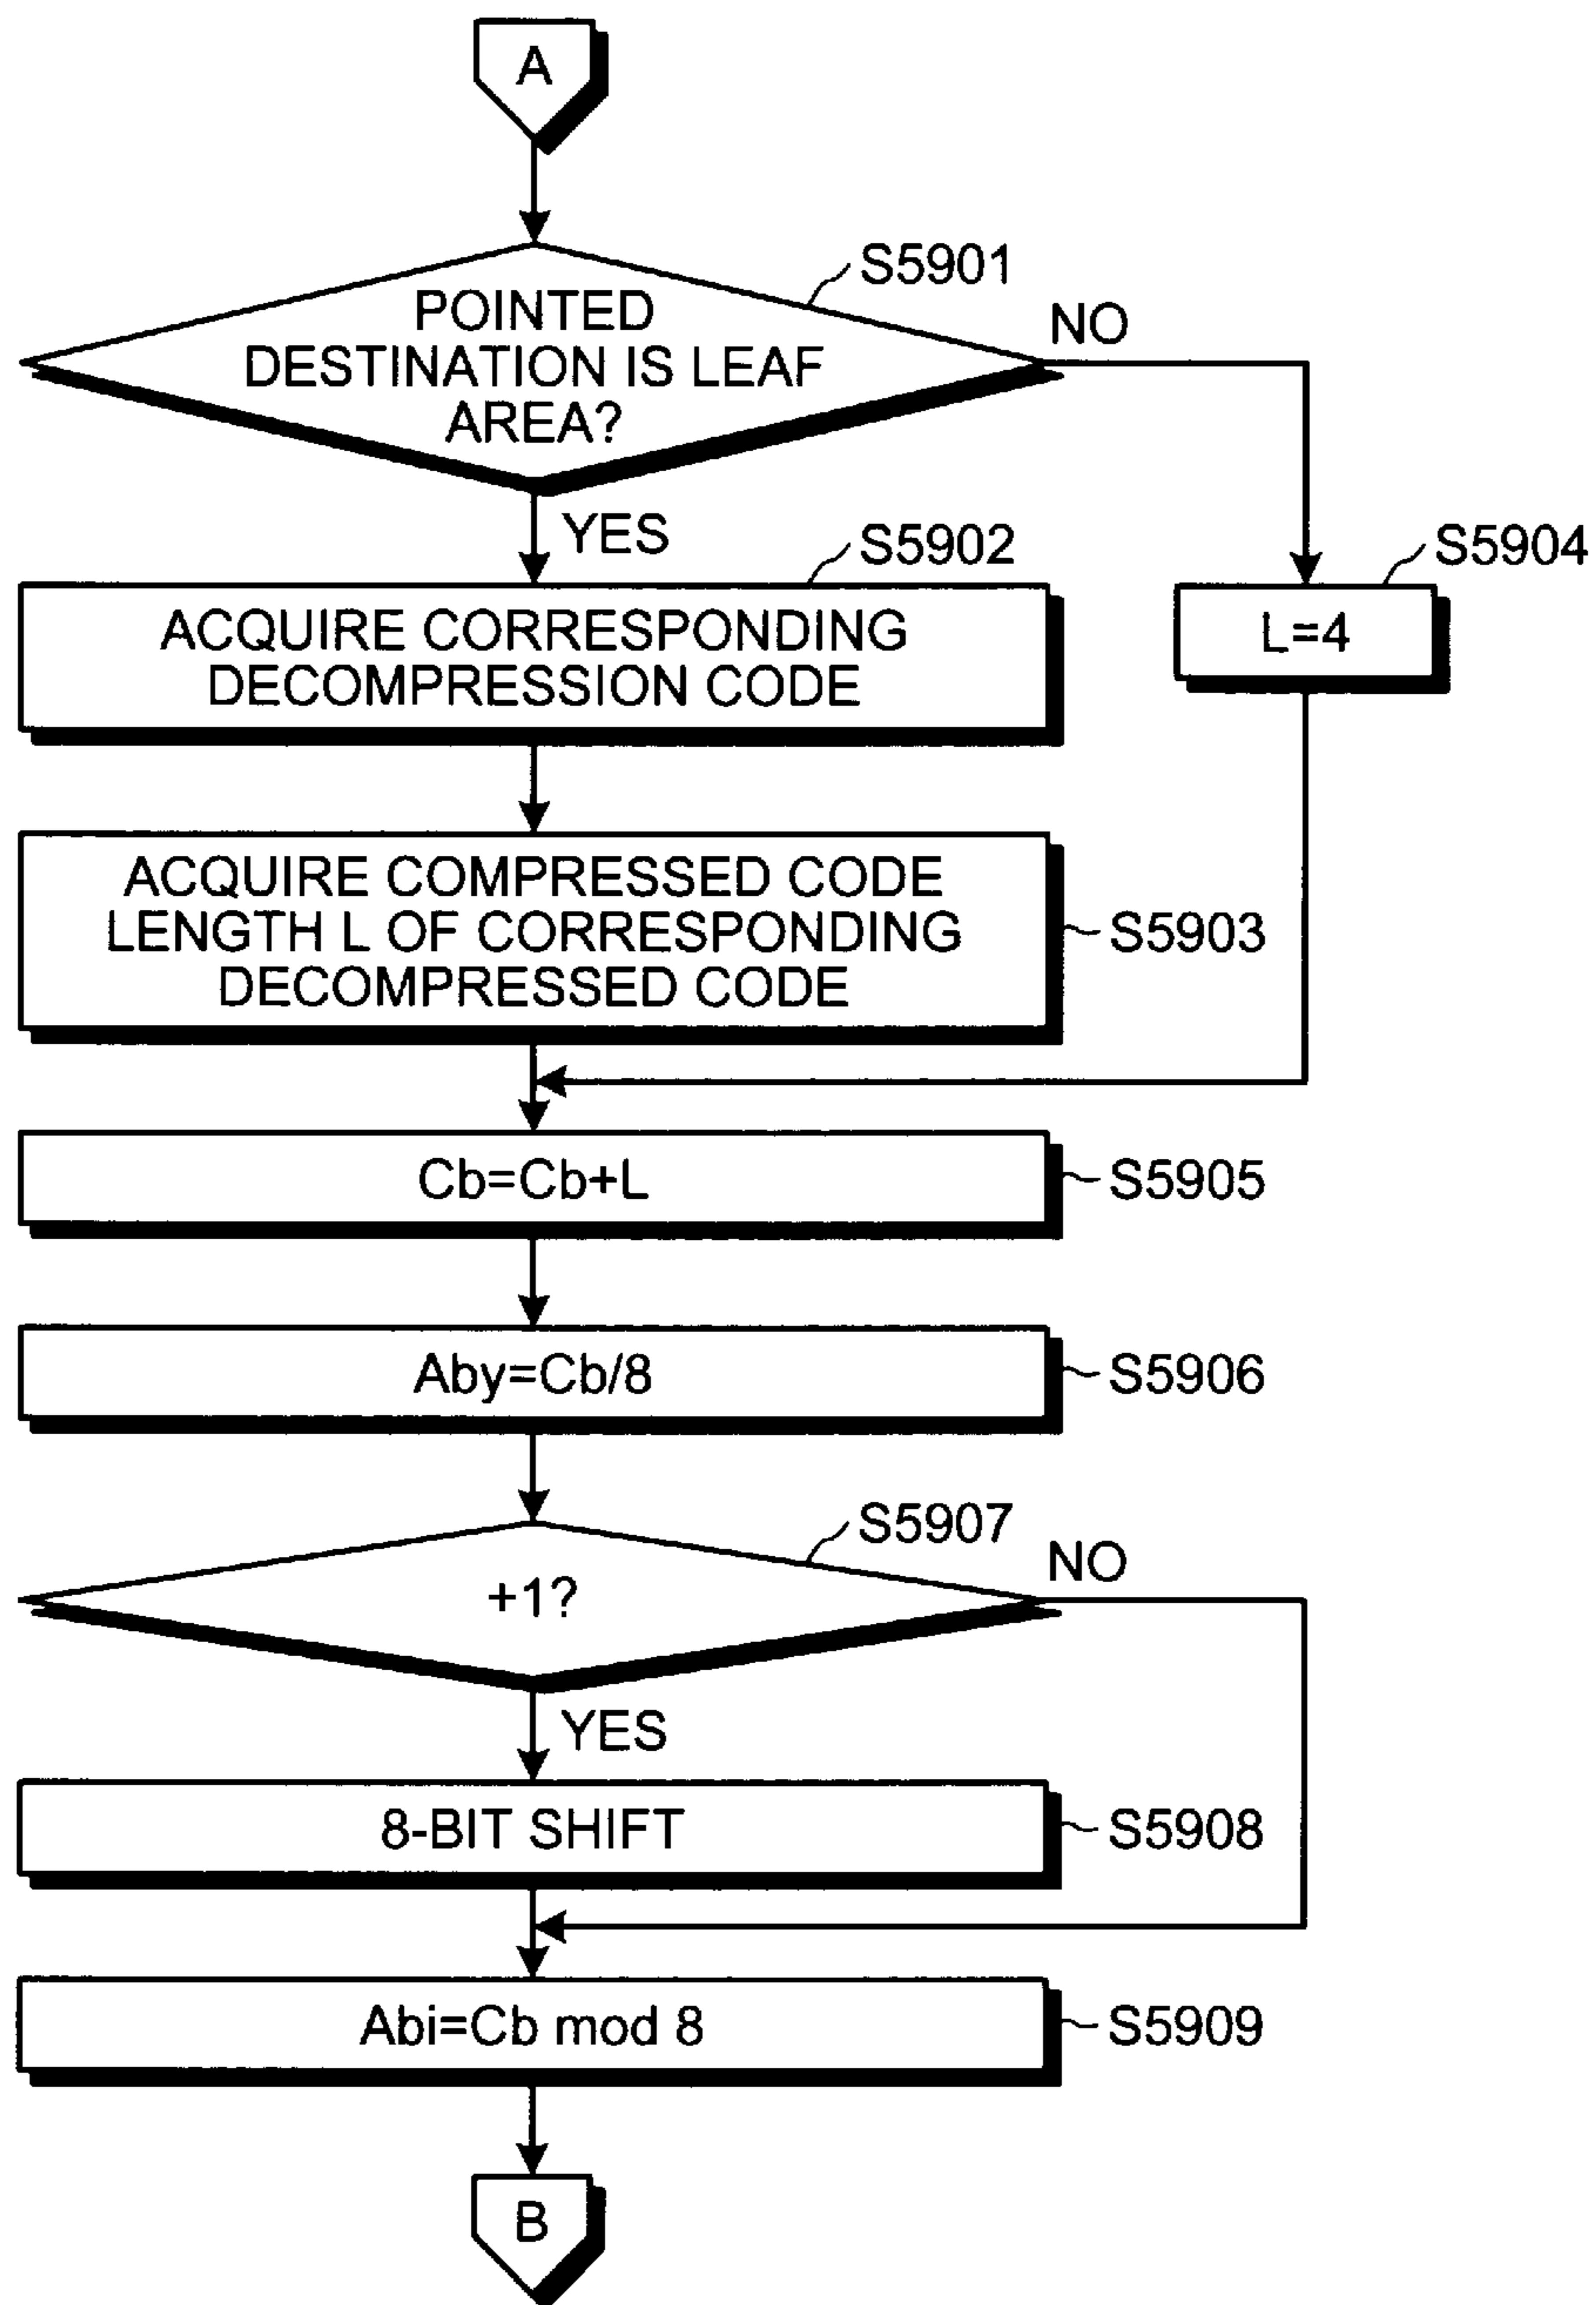 A
S5901
POINTED
DESTINATION IS LEAF
AREA?
NO
YES
S5902
S5904
ACQUIRE CORRESPONDING
DECOMPRESSION CODE
L=4
ACQUIRE COMPRESSED CODE
LENGTH L OF CORRESPONDING
DECOMPRESSED CODE
S5903
Cb=Cb+L
S5905
Aby=Cb/8
S5906
S5907
NO
+1?
YES
8-BIT SHIFT
S5908
Abi=Cb mod 8
S5909
B